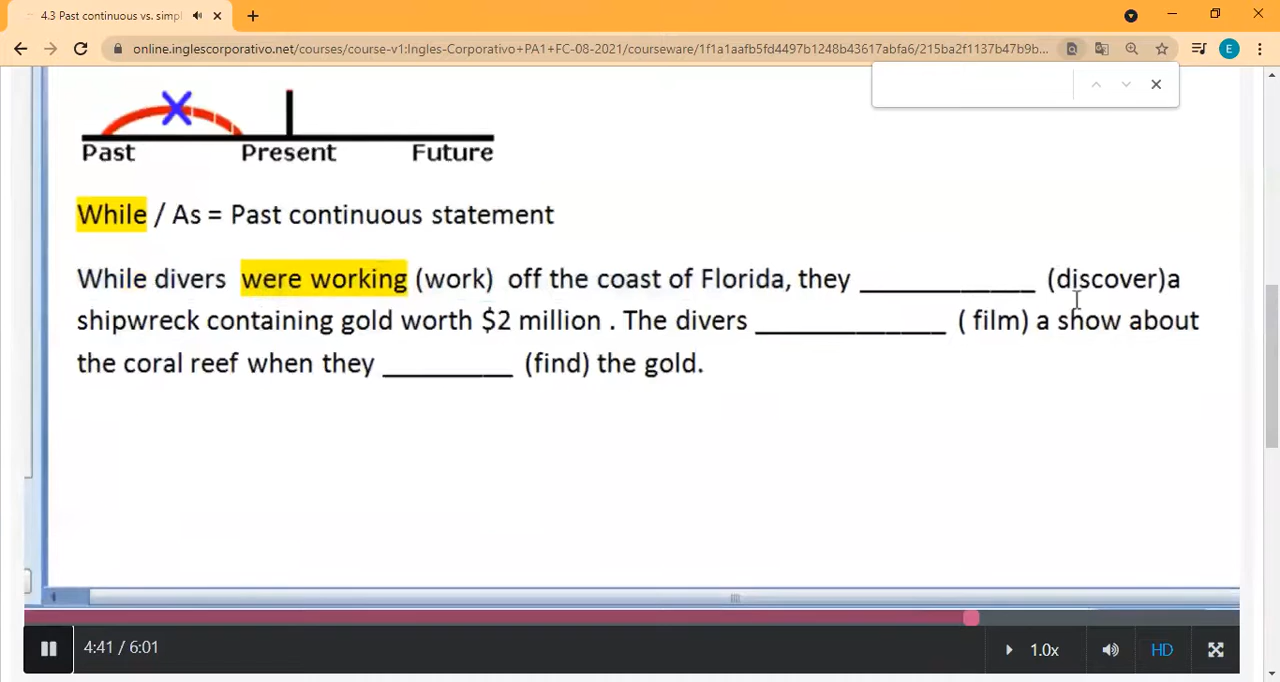 4.3 Past continuous vs. simpl
online.inglescorporativo.net/courses/course-v1:Ingles-Corporativo+PA1+FC-08-2021/courseware/1f1a1aafb5fd4497b1248b43617abfa6/215ba2f1137b47b9b...
E
Past Present Future
While / As = Past continuous statement
While divers were working (work) off the coast of Florida, they ____________ (discover)a
shipwreck containing gold worth $2 million . The divers _____________ ( film) a show about
the coral reef when they _________ (find) the gold.
4:41 / 6:01
1.0x
HD